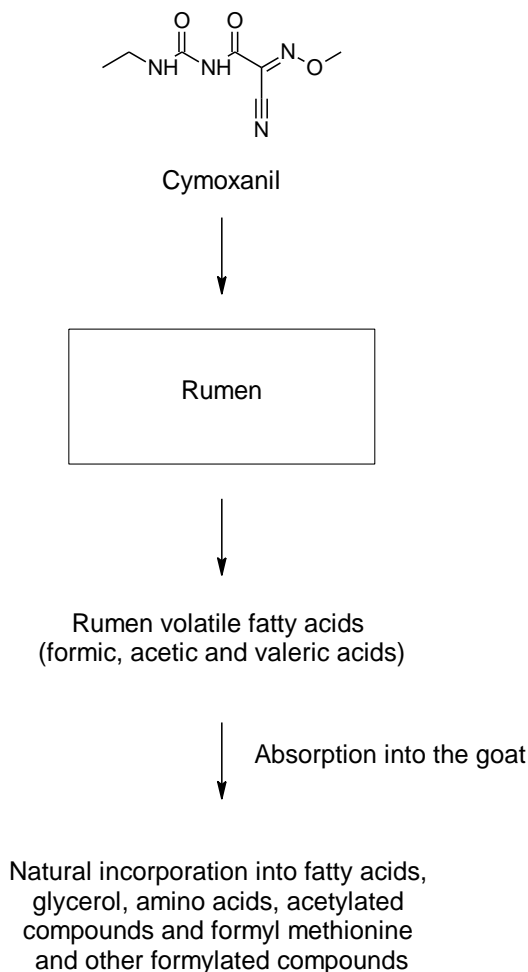 O O
NH NH N O
N
Cymoxanil
Rumen
Rumen volatile fatty acids
(formic, acetic and valeric acids)
Absorption into the goat
Natural incorporation into fatty acids,
glycerol, amino acids, acetylated
compounds and formyl methionine
and other formylated compounds